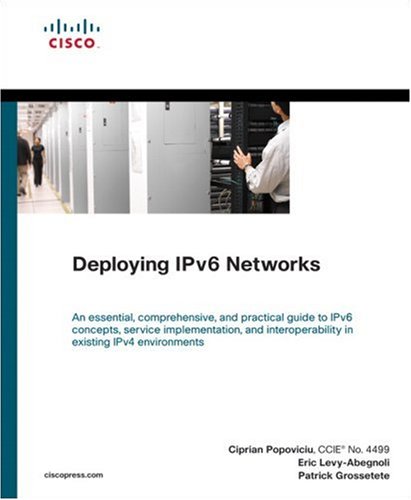 CISCO.
Deploying IPv6 Networks
An essential, comprehensive, and practical guide to IPv6
concepts, service implementation, and interoperability in
existing IPv4 environments
Ciprian Popoviciu, CCIE® No. 4499
Eric Levy-Abegnoli
Patrick Grossetete
ciscopress.com